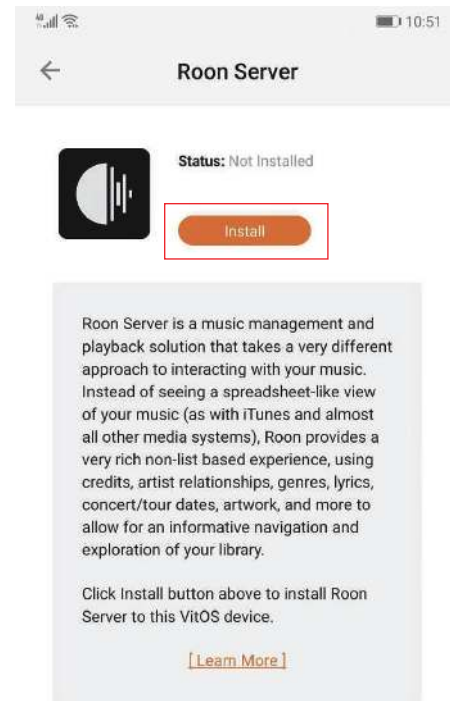 10:51
Roon Server
Status: Not Installed
Install
Roon Server is a music management and
playback solution that takes a very different
approach to interacting with your music.
Instead of seeing a spreadsheet-like view
of your music (as with iTunes and almost
all other media systems), Roon provides a
very rich non-list based experience, using
credits, artist relationships, genres, lyrics,
concert/tour dates, artwork, and more to
allow for an informative navigation and
exploration of your library.
Click Install button above to install Roon
Server to this VitOS device.
[ Learn More ]